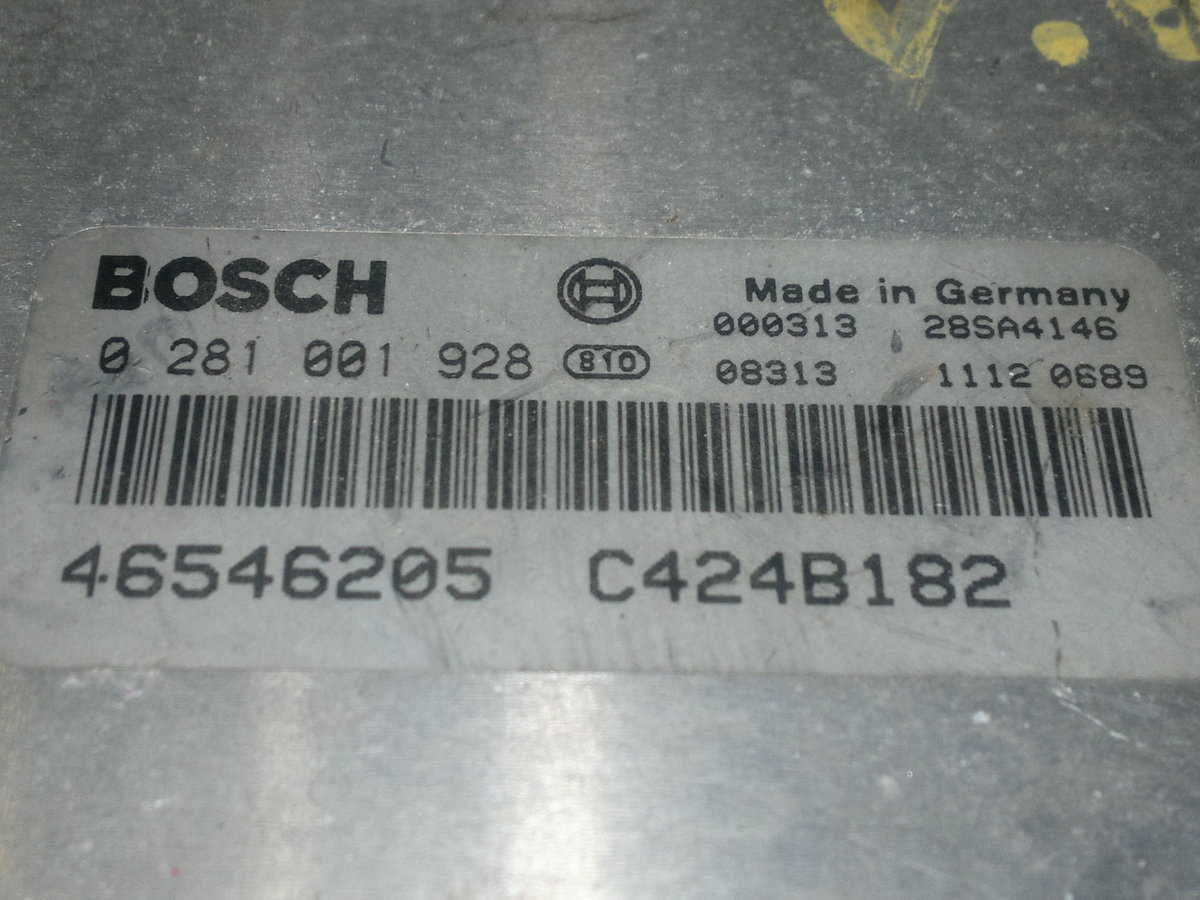 BOSCH
Made in Germany
000313 28SA4146
0 281 001 928 810
08313 1112 0689
46546205 C424B182